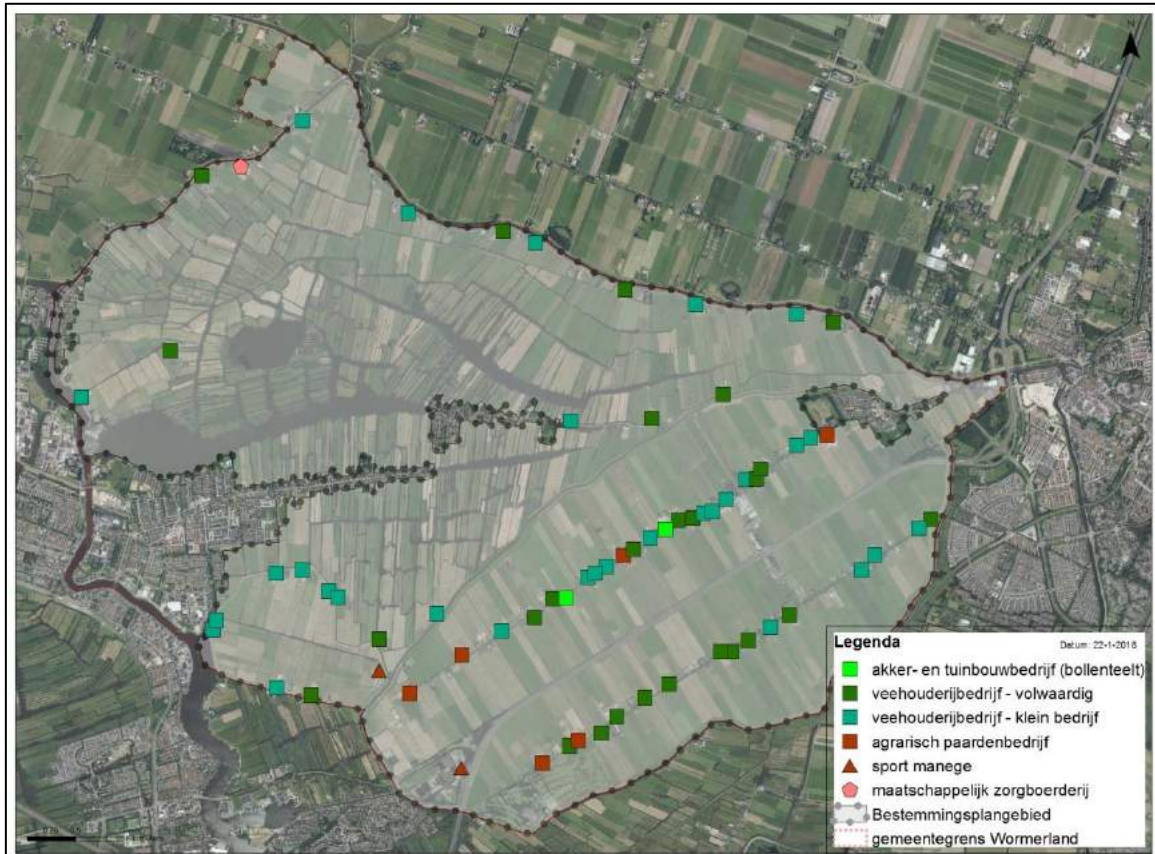 N
Legenda Datum: 22-1-2018
akker- en tuinbouwbedrijf (bollenteelt)
veehouderijbedrijf - volwaardig
veehouderijbedrijf - klein bedrijf
agrarisch paardenbedrijf
sport manege
maatschappelijk zorgboerderij
Bestemmingsplangebied
gemeentegrens Wormerland